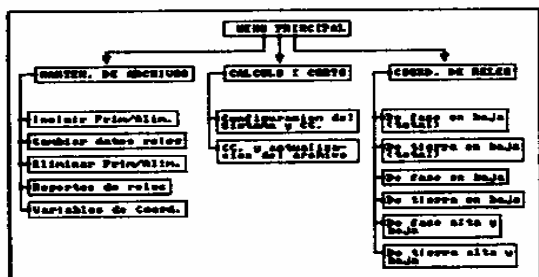 MENU PRINCIPAL
MANTEN. DE ARCHIVOS
CALCULO I CORTO
COORD. DE RELES
Incluir Prim/Alim.
Cambiar datos reles
Eliminar Prim/Alim.
Reportes de reles
Variables de Coord.
Configuracion del
Sistema y CC.
CC. y actualiza-
cion del archivo
De fase en baja
(total)
De tierra en baja
(total)
De fase en baja
De tierra en baja
De fase alta y
baja
De tierra alta y
baja